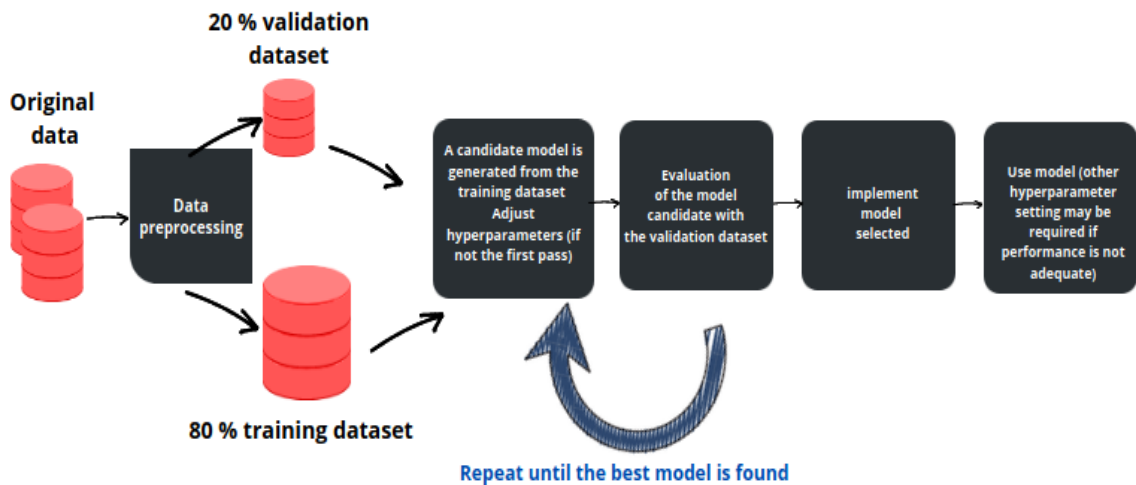 20 % validation
dataset
Original
data
Data
preprocessing
80 % training dataset
A candidate model is
generated from the
training dataset
Adjust
hyperparameters (if
not the first pass)
Evaluation
of the model
candidate with
the validation dataset
implement
model
selected
Use model (other
hyperparameter
setting may be
required if
performance is not
adequate)
Repeat until the best model is found